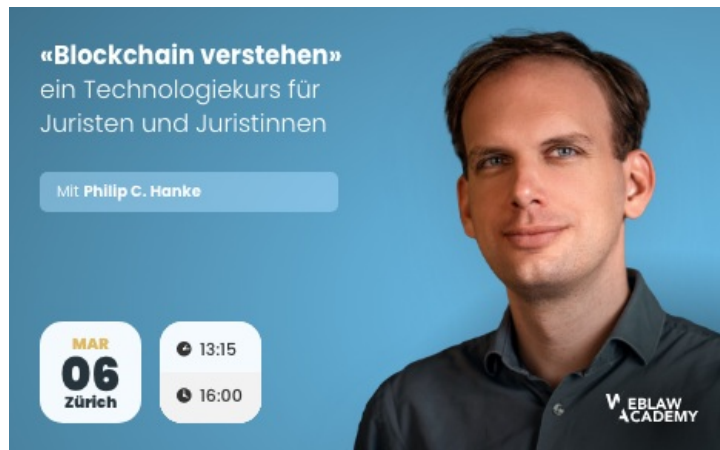 «Blockchain verstehen»
ein Technologiekurs für
Juristen und Juristinnen
Mit Philip C. Hanke
MAR
06
Zürich
13:15
16:00
WEBLAW
ACADEMY